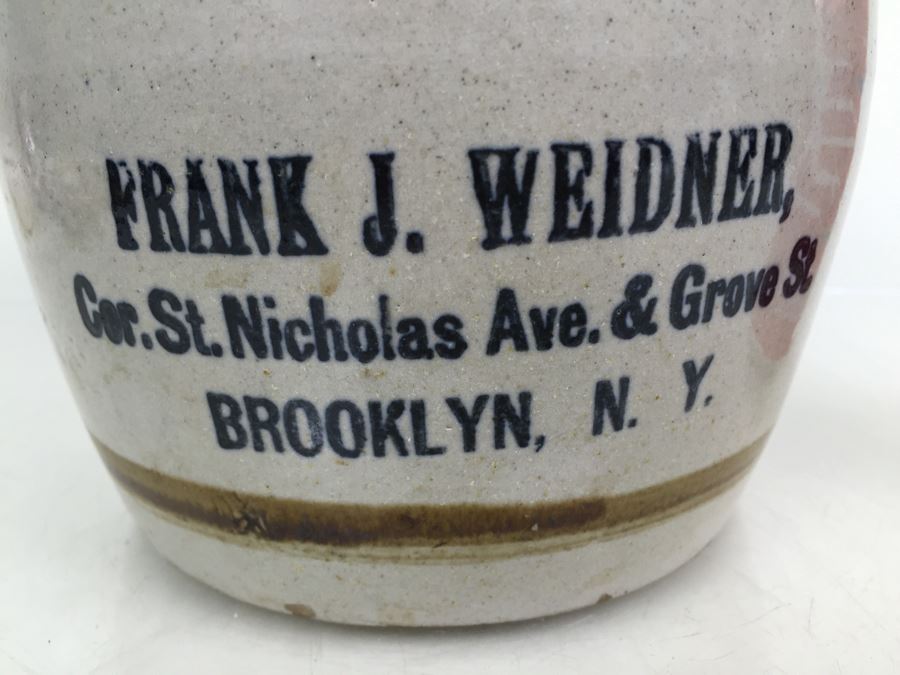 FRANK J. WEIDNER,
Cor. St. Nicholas Ave. & Grove St
BROOKLYN, N. Y.